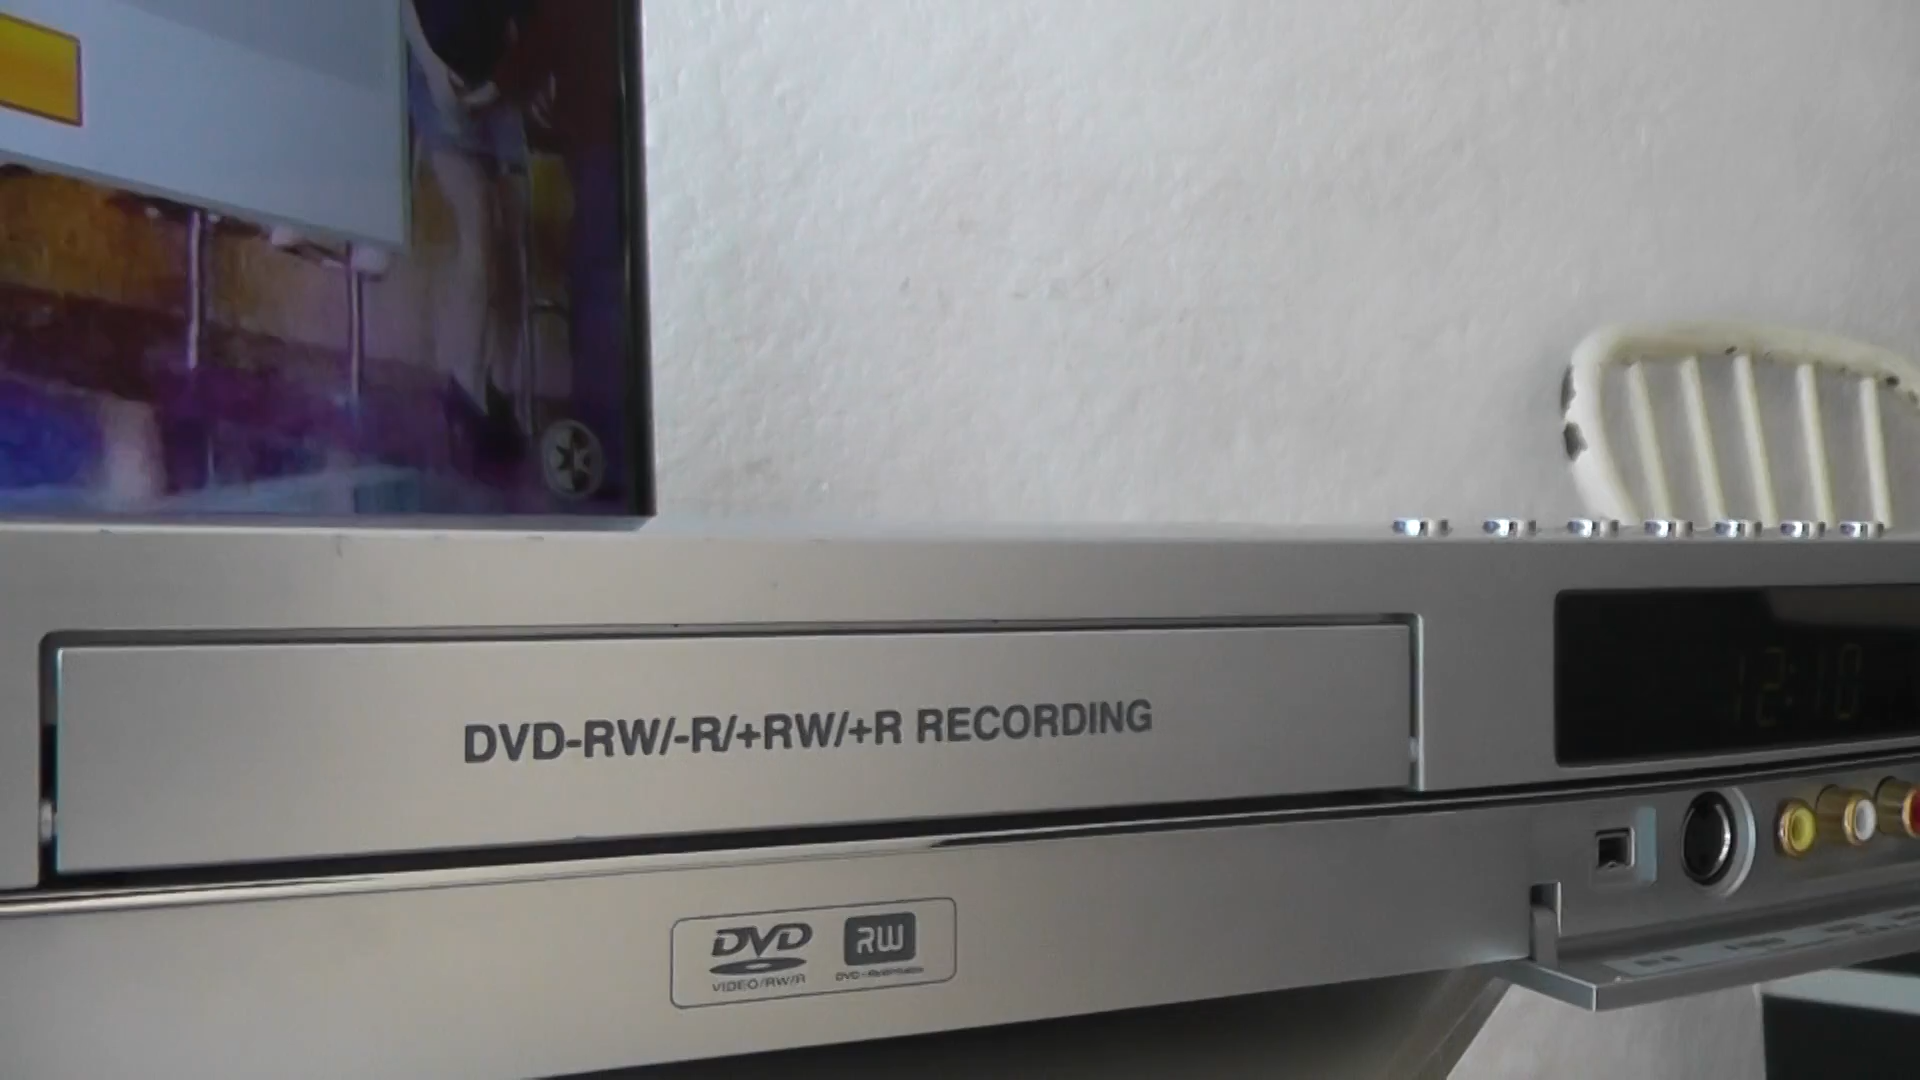 DVD-RW/-R/+RW/+R RECORDING
12:10
DVD
VIDEO/RW/R
RW